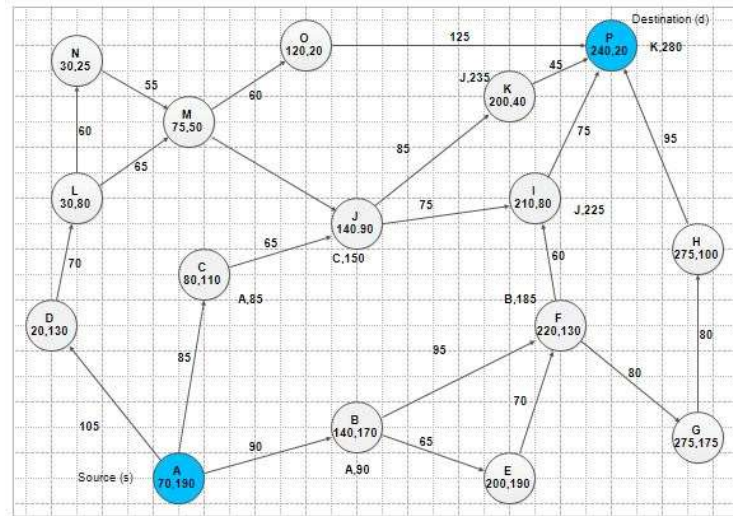 Destination (d)
O
120,20
125
P
240,20
K,280
N
30,25
J,235
45
55
K
200,40
60
M
75,50
75
60
85
95
65
L
30,80
I
210,80
75
J
140.90
J,225
65
C,150
H
275,100
C
80,110
60
70
A,85
B,185
D
20,130
F
220,130
80
95
85
80
70
B
140,170
105
G
275,175
90
65
A
70,190
Source (s)
A,90
E
200,190